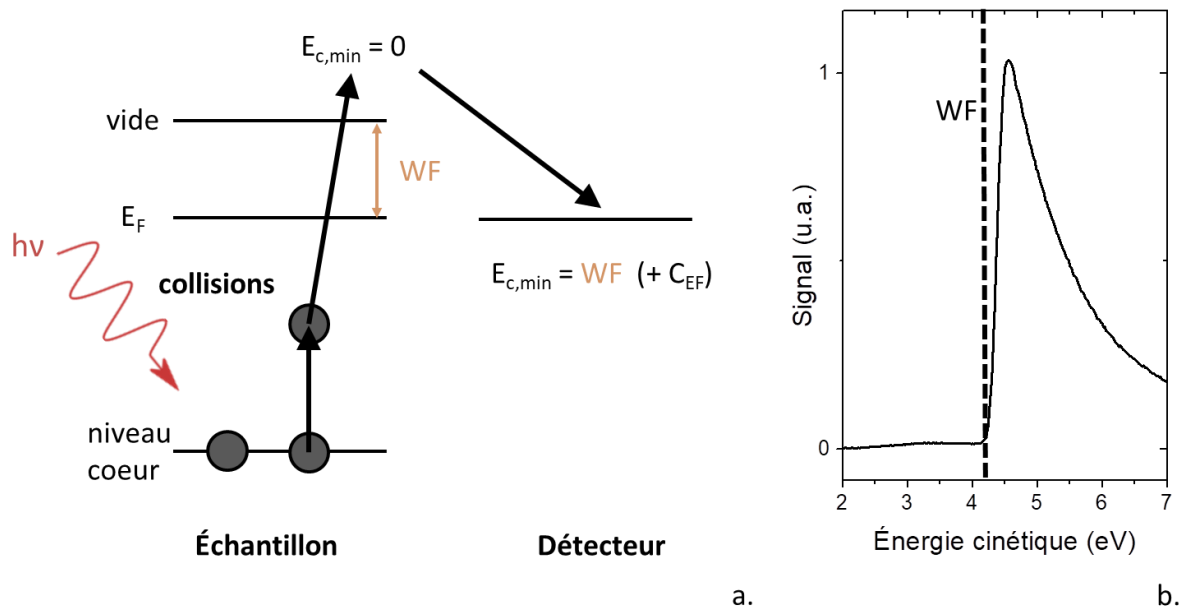 E_c,min = 0
vide
WF
E_F
hν
collisions
E_c,min = WF (+ C_EF)
niveau
coeur
Échantillon
Détecteur
a.
Signal (u.a.)
1
0
WF
2 3 4 5 6 7
Énergie cinétique (eV)
b.